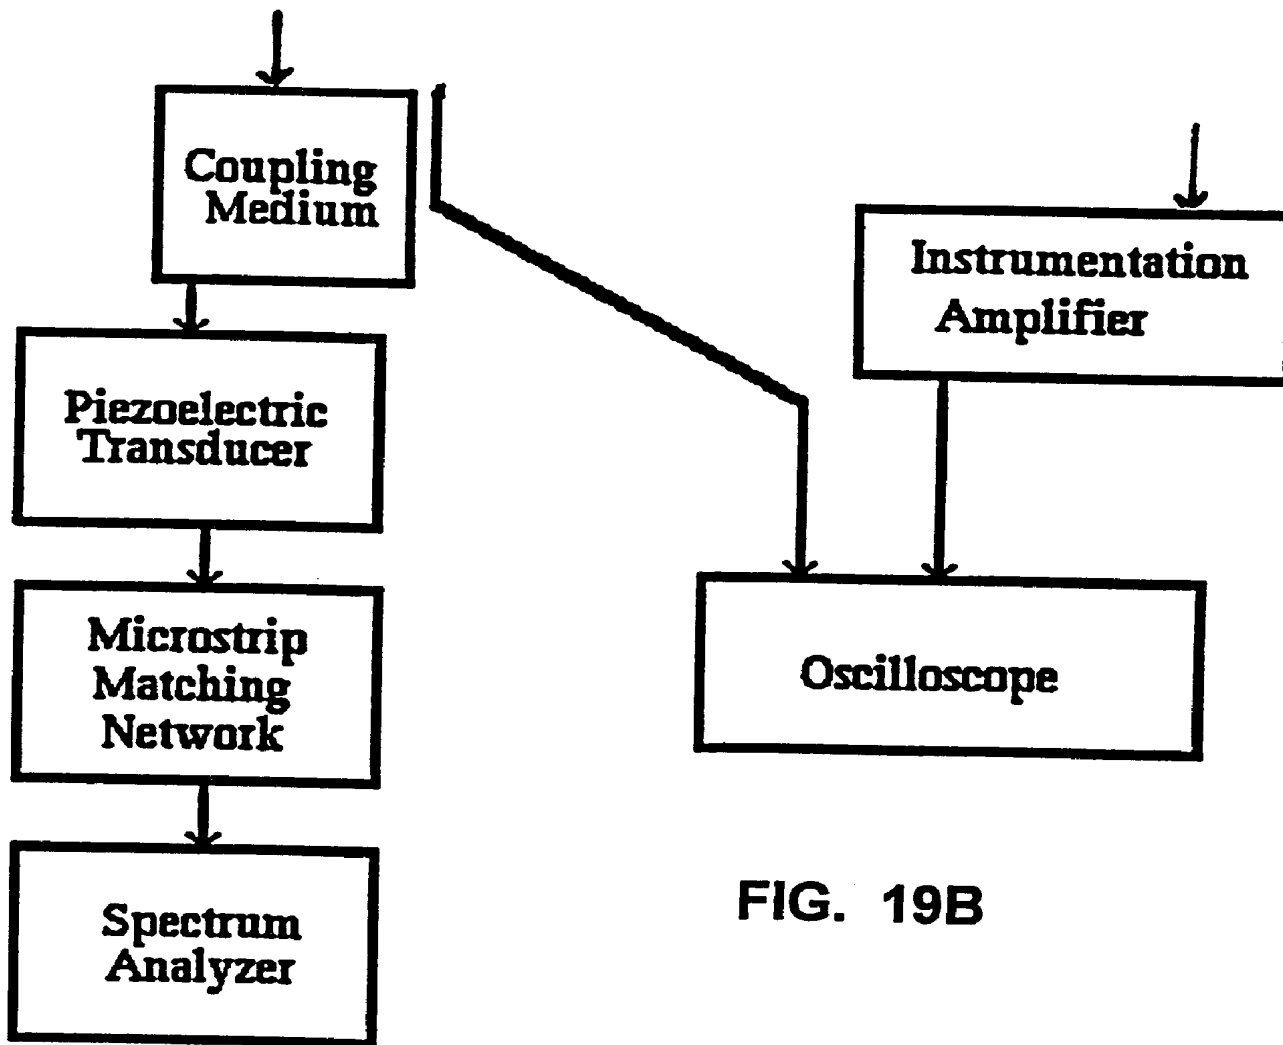 Coupling
Medium
Instrumentation
Amplifier
Piezoelectric
Transducer
Microstrip
Matching
Network
Oscilloscope
Spectrum
Analyzer
FIG. 19B